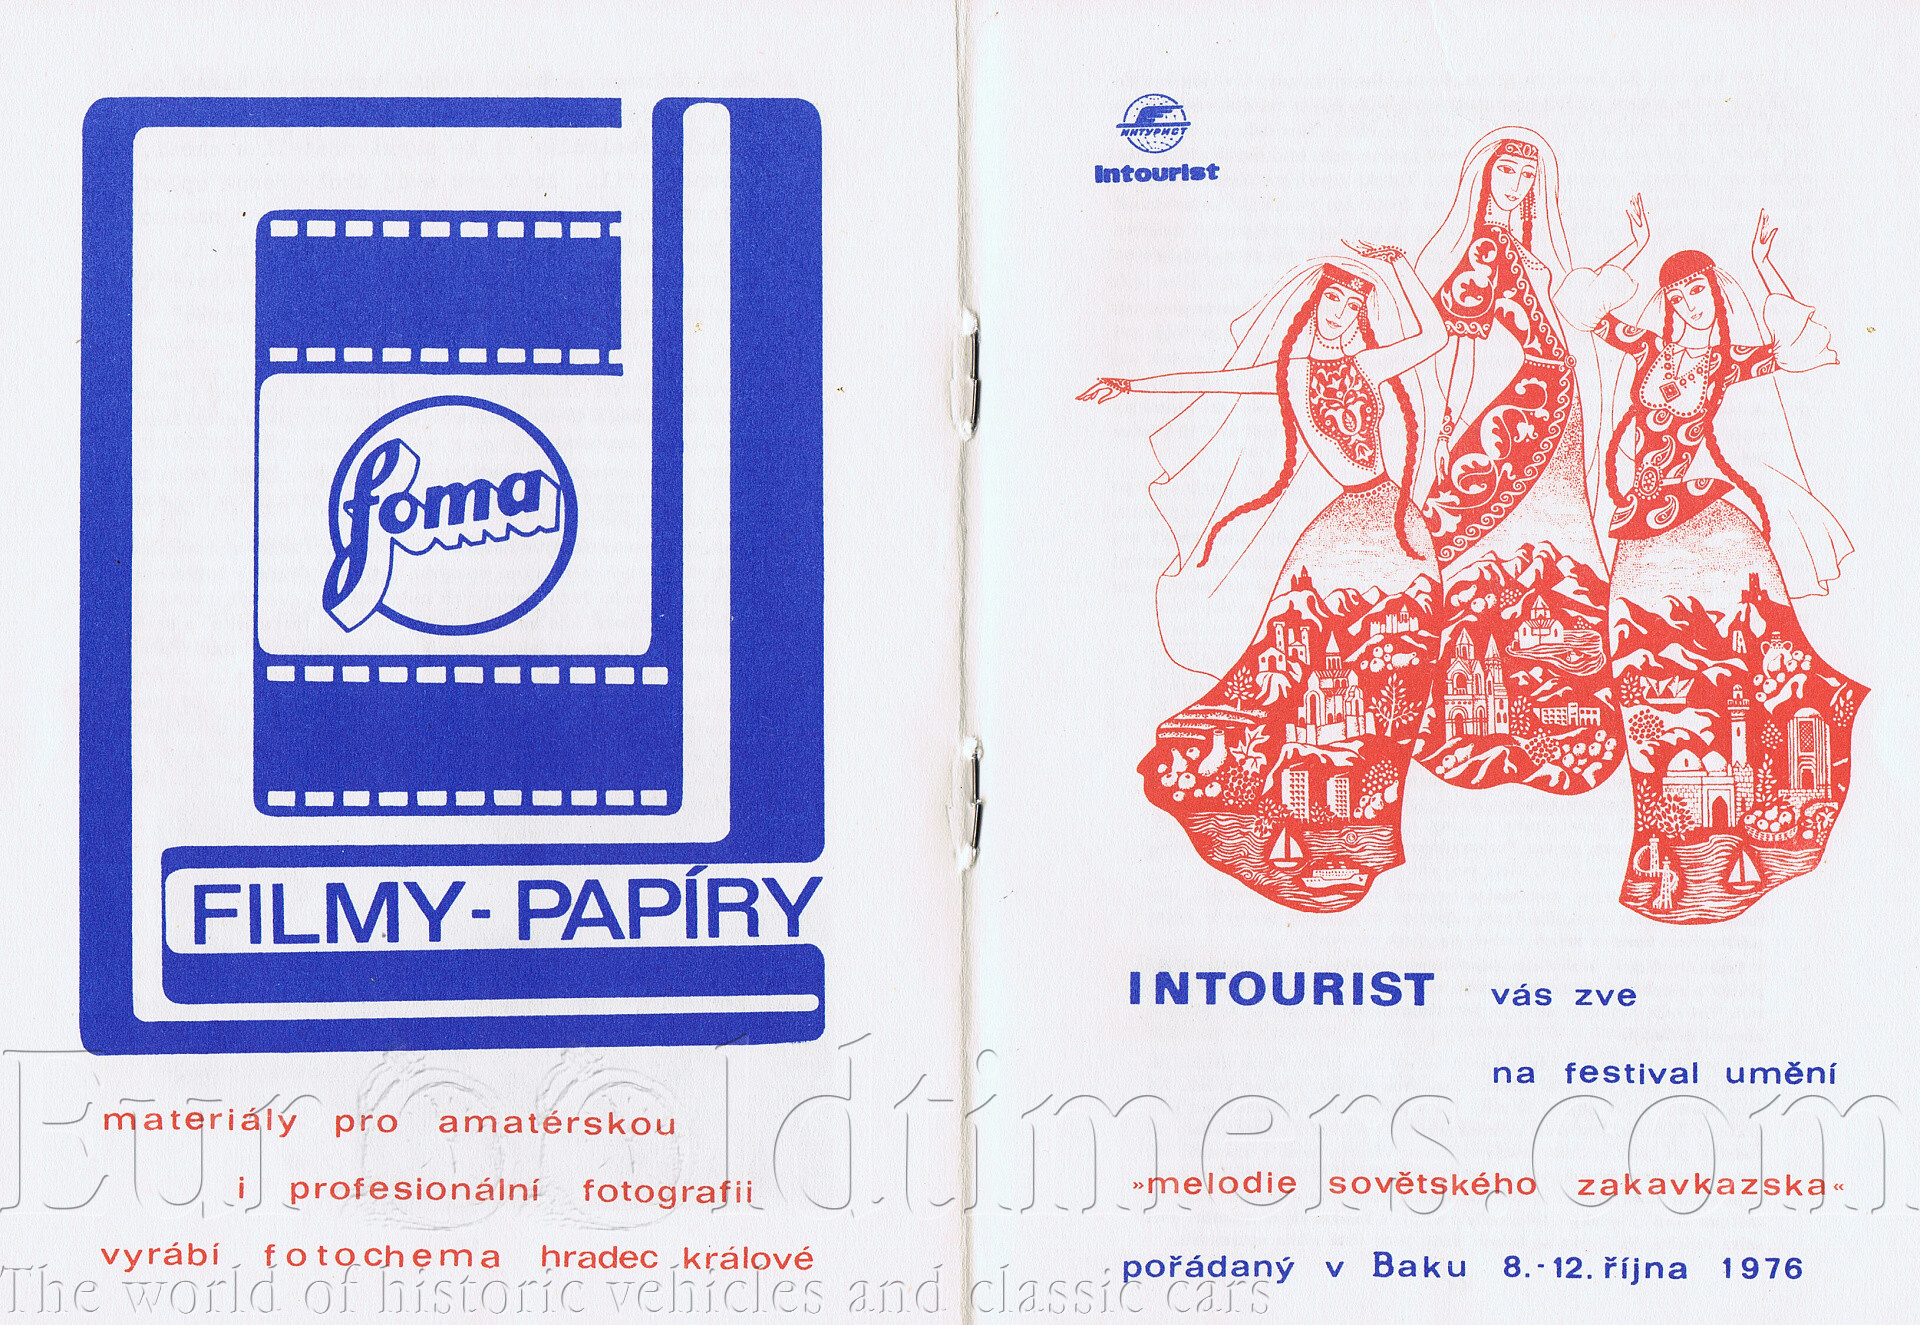 foma
FILMY - PAPÍRY
materiály pro amatérskou
i profesionální fotografii
vyrábí fotochema hradec králové
ИНТУРИСТ
Intourist
INTOURIST vás zve
na festival umění
»melodie sovětského zakavkazska«
pořádaný v Baku 8.-12. října 1976
Eurooldtimers.com
The world of historic vehicles and classic cars